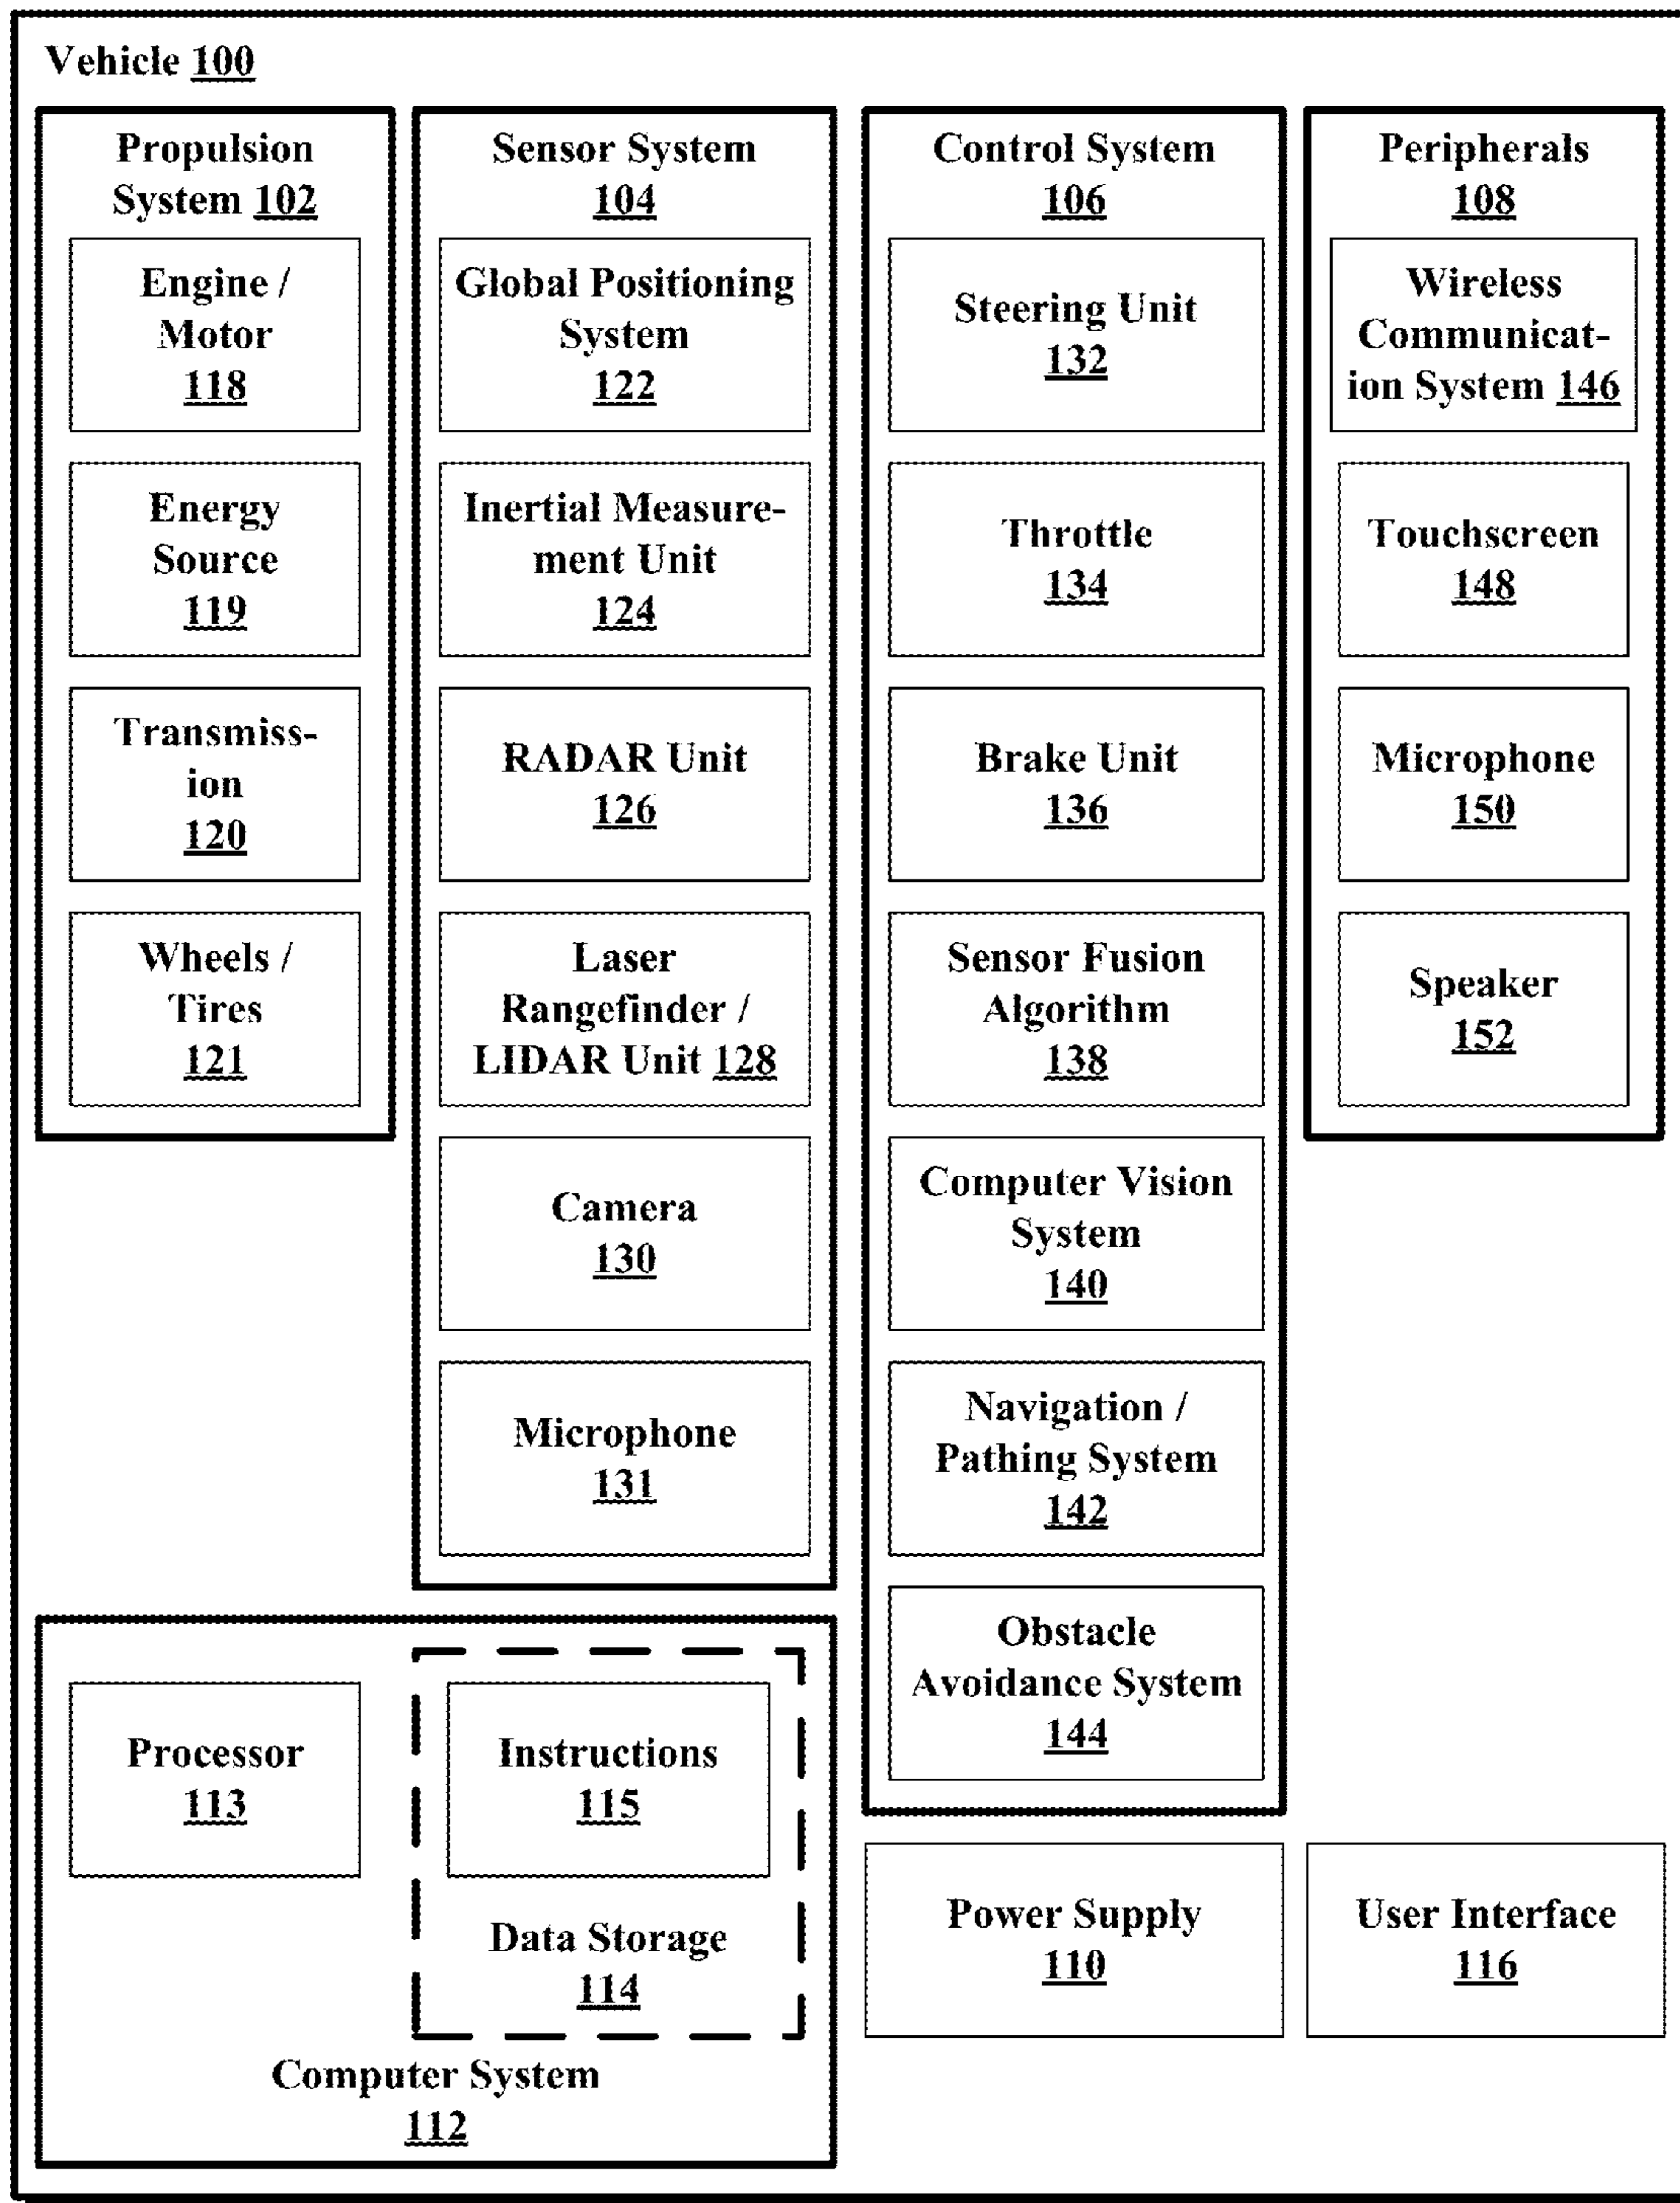 Vehicle 100
Propulsion
System 102
Engine /
Motor
118
Energy
Source
119
Transmiss-
ion
120
Wheels /
Tires
121
Sensor System
104
Global Positioning
System
122
Inertial Measure-
ment Unit
124
RADAR Unit
126
Laser
Rangefinder /
LIDAR Unit 128
Camera
130
Microphone
131
Control System
106
Steering Unit
132
Throttle
134
Brake Unit
136
Sensor Fusion
Algorithm
138
Computer Vision
System
140
Navigation /
Pathing System
142
Obstacle
Avoidance System
144
Peripherals
108
Wireless
Communicat-
ion System 146
Touchscreen
148
Microphone
150
Speaker
152
Processor
113
Instructions
115
Data Storage
114
Computer System
112
Power Supply
110
User Interface
116